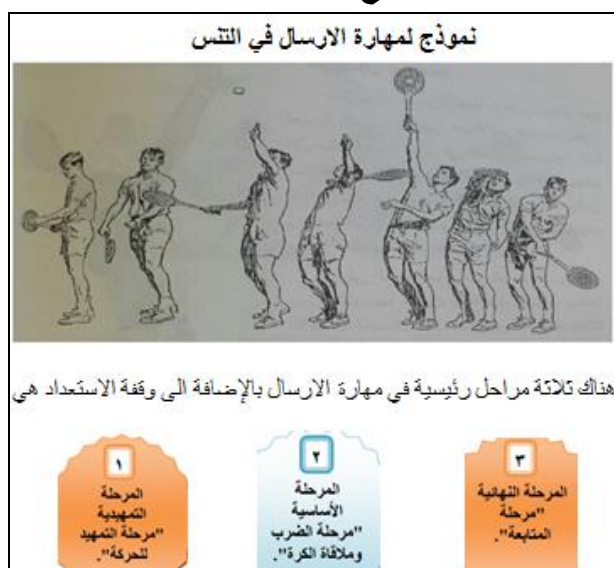 نموذج لمهارة الارسال في التنس
هناك ثلاثة مراحل رئيسية في مهارة الارسال بالإضافة الى وقفة الاستعداد هي
١
المرحلة
التمهيدية
"مرحلة التمهيد
للحركة".
٢
المرحلة
الأساسية
"مرحلة الضرب
وملاقاة الكرة".
٣
المرحلة النهائية
"مرحلة
المتابعة".